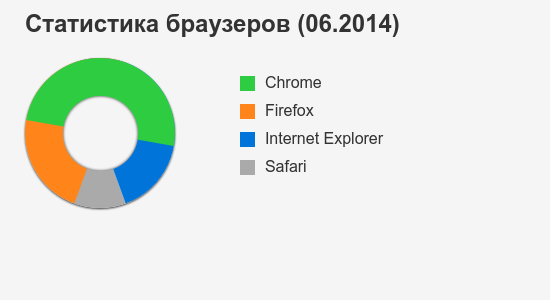 Статистика браузеров (06.2014)
Chrome
Firefox
Internet Explorer
Safari